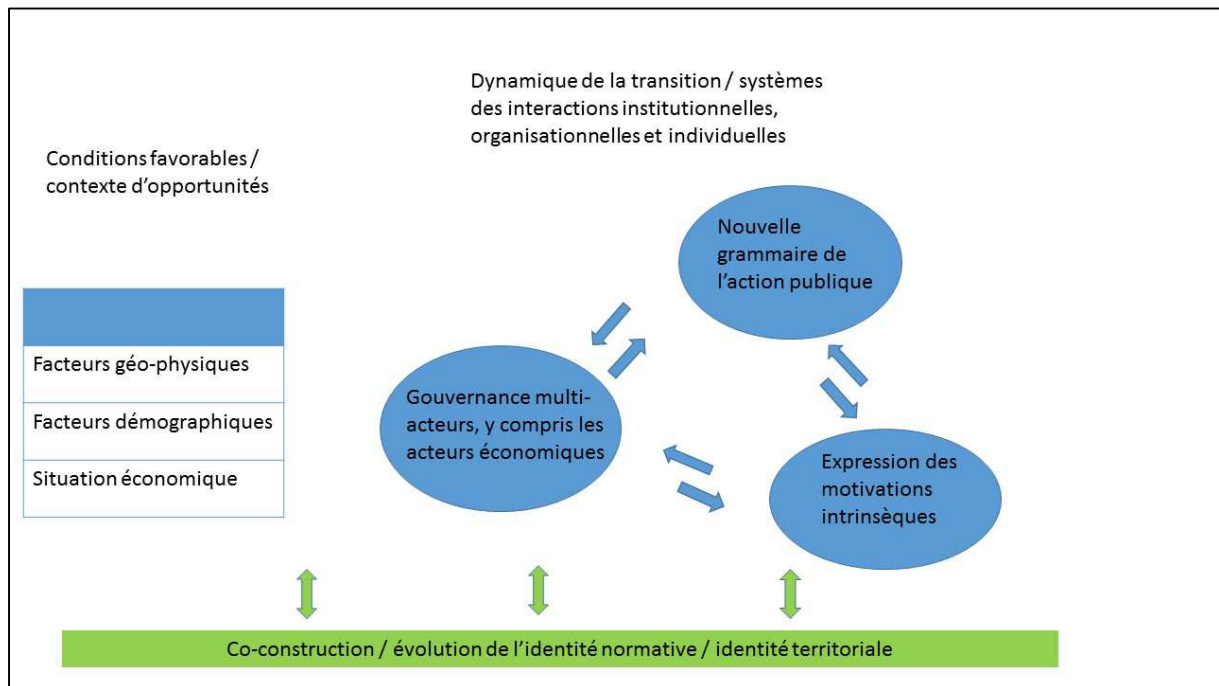 Dynamique de la transition / systèmes
des interactions institutionnelles,
organisationnelles et individuelles
Conditions favorables /
contexte d’opportunités
Nouvelle
grammaire de
l’action publique
Facteurs géo-physiques
Facteurs démographiques
Situation économique
Gouvernance multi-
acteurs, y compris les
acteurs économiques
Expression des
motivations
intrinsèques
Co-construction / évolution de l’identité normative / identité territoriale